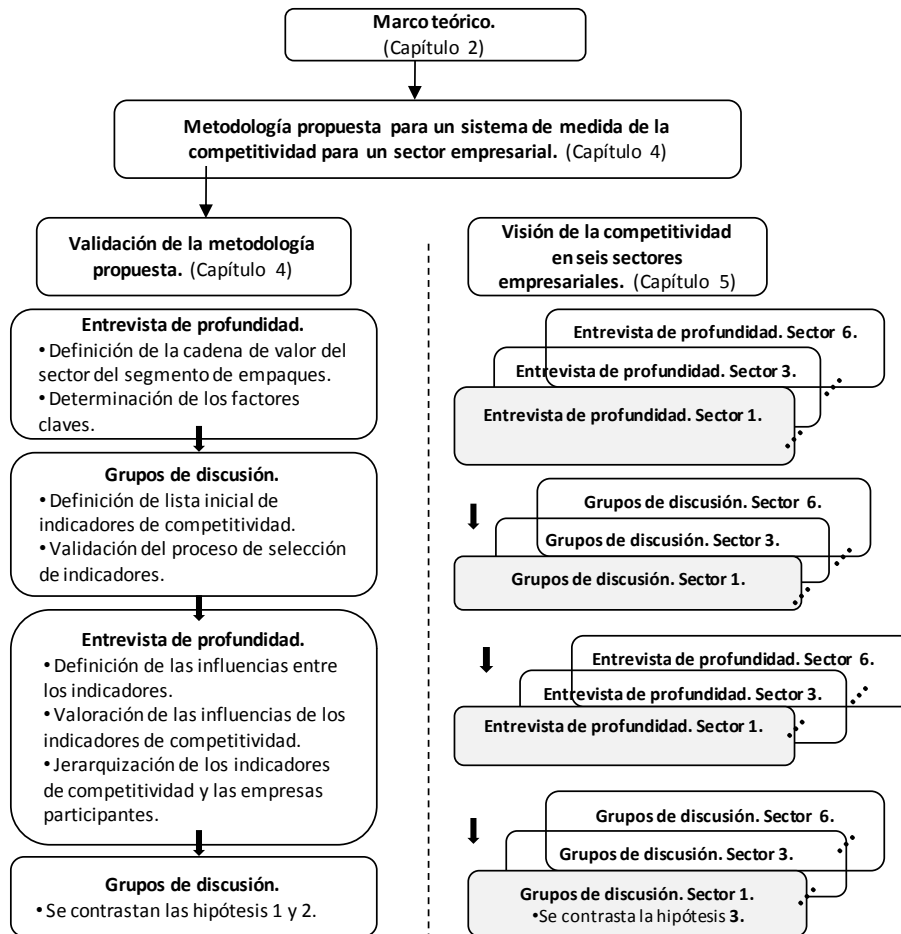 Marco teórico.
(Capítulo 2)
Metodología propuesta para un sistema de medida de la
competitividad para un sector empresarial. (Capítulo 4)
Validación de la metodología
propuesta. (Capítulo 4)
Entrevista de profundidad.
• Definición de la cadena de valor del
sector del segmento de empaques.
• Determinación de los factores
claves.
Grupos de discusión.
• Definición de lista inicial de
indicadores de competitividad.
• Validación del proceso de selección
de indicadores.
Entrevista de profundidad.
• Definición de las influencias entre
los indicadores.
• Valoración de las influencias de los
indicadores de competitividad.
• Jerarquización de los indicadores
de competitividad y las empresas
participantes.
Grupos de discusión.
• Se contrastan las hipótesis 1 y 2.
Visión de la competitividad
en seis sectores
empresariales. (Capítulo 5)
Entrevista de profundidad. Sector 6.
Entrevista de profundidad. Sector 3.
Entrevista de profundidad. Sector 1.
Grupos de discusión. Sector 6.
Grupos de discusión. Sector 3.
Grupos de discusión. Sector 1.
Entrevista de profundidad. Sector 6.
Entrevista de profundidad. Sector 3.
Entrevista de profundidad. Sector 1.
Grupos de discusión. Sector 6.
Grupos de discusión. Sector 3.
Grupos de discusión. Sector 1.
•Se contrasta la hipótesis 3.